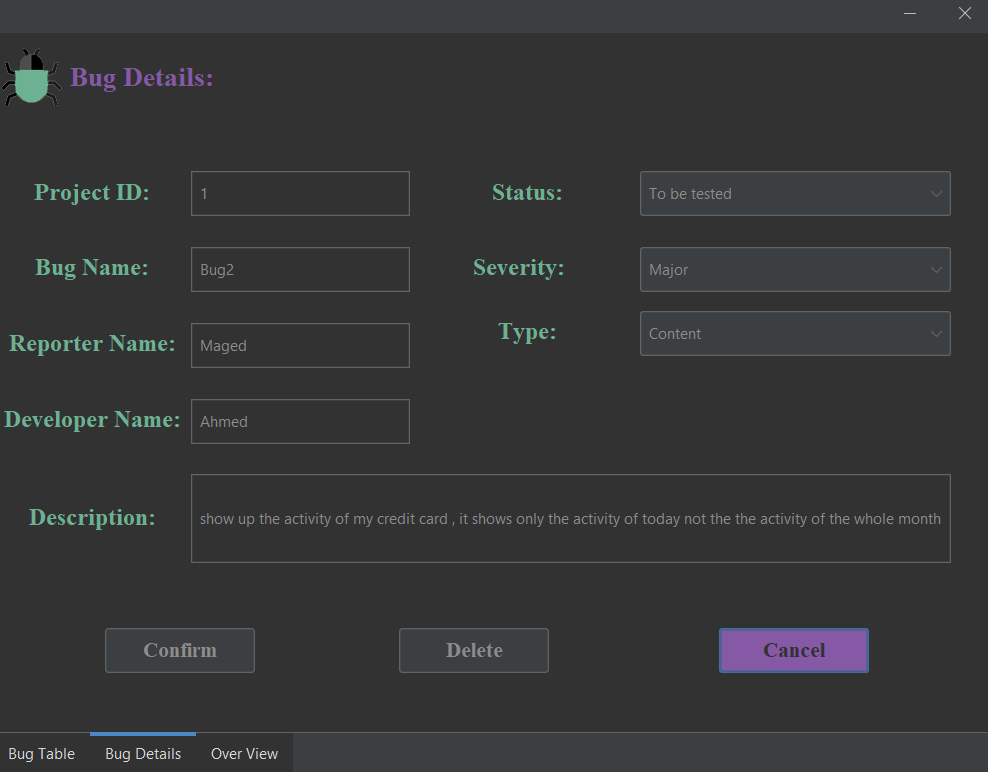 Bug Details:
Project ID: 1 Status: To be tested
Bug Name: Bug2 Severity: Major
Reporter Name: Maged Type: Content
Developer Name: Ahmed
Description: show up the activity of my credit card , it shows only the activity of today not the the activity of the whole month
Confirm Delete Cancel
Bug Table Bug Details Over View